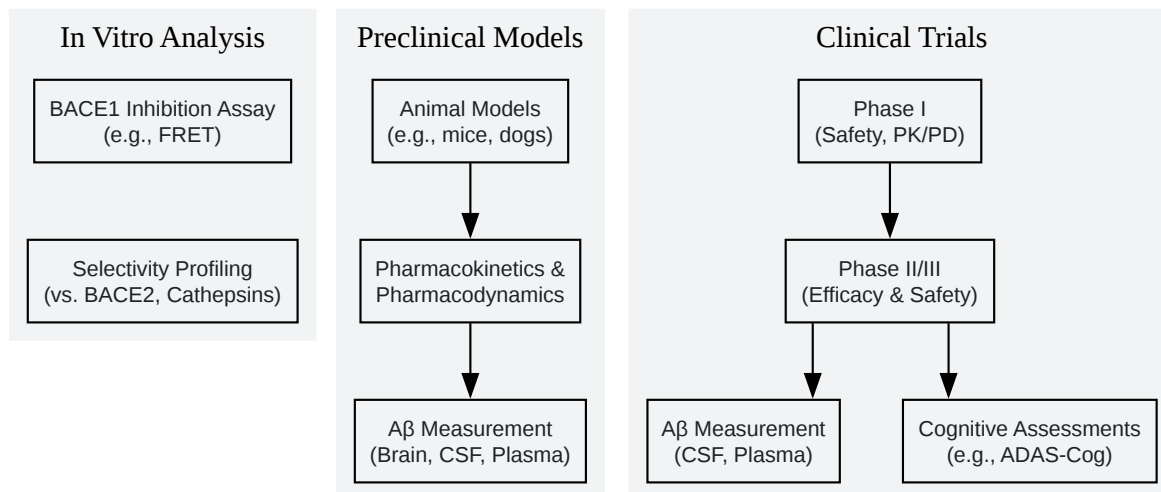 In Vitro Analysis
BACE1 Inhibition Assay
(e.g., FRET)
Selectivity Profiling
(vs. BACE2, Cathepsins)
Preclinical Models
Animal Models
(e.g., mice, dogs)
Pharmacokinetics &
Pharmacodynamics
Aβ Measurement
(Brain, CSF, Plasma)
Clinical Trials
Phase I
(Safety, PK/PD)
Phase II/III
(Efficacy & Safety)
Aβ Measurement
(CSF, Plasma)
Cognitive Assessments
(e.g., ADAS-Cog)